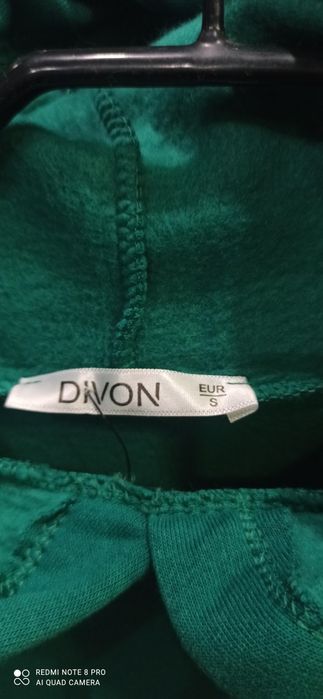 DIVON
EUR
S
REDMI NOTE 8 PRO
AI QUAD CAMERA